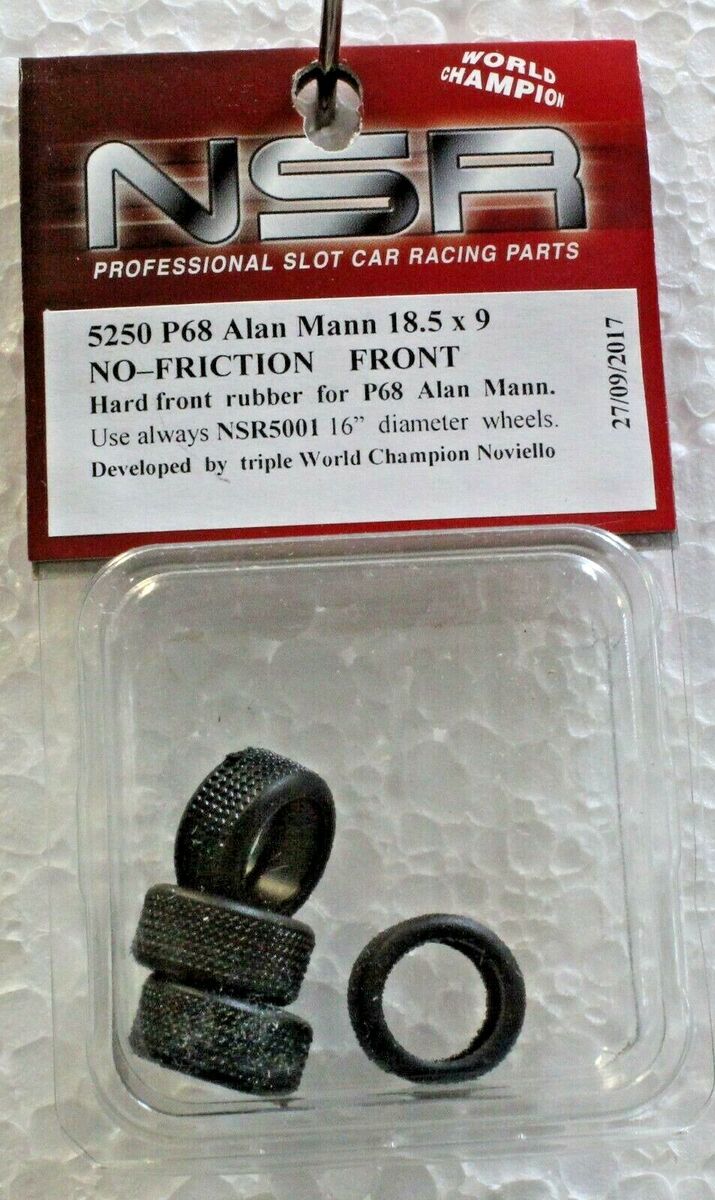 WORLD
CHAMPION
NSR
PROFESSIONAL SLOT CAR RACING PARTS
5250 P68 Alan Mann 18.5 x 9
NO–FRICTION FRONT
Hard front rubber for P68 Alan Mann.
Use always NSR5001 16” diameter wheels.
Developed by triple World Champion Noviello
27/09/2017